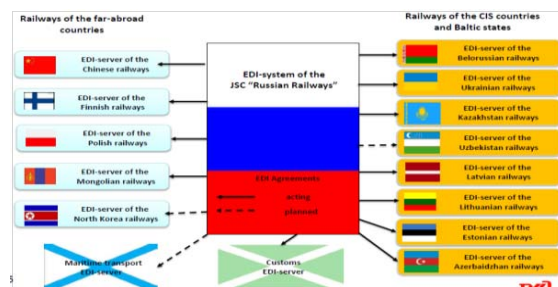 Railways of the far-abroad
countries
Railways of the CIS countries
and Baltic states
EDI-server of the
Chinese railways
EDI-server of the
Finnish railways
EDI-server of the
Polish railways
EDI-server of the
Mongolian railways
EDI-server of the
North Korea railways
EDI-system of the
JSC "Russian Railways"
EDI Agreements
acting
planned
EDI-server of the
Belorussian railways
EDI-server of the
Ukrainian railways
EDI-server of the
Kazakhstan railways
EDI-server of the
Uzbekistan railways
EDI-server of the
Latvian railways
EDI-server of the
Lithuanian railways
EDI-server of the
Estonian railways
EDI-server of the
Azerbaidzhan railways
Maritime transport
EDI-server
Customs
EDI-server
5